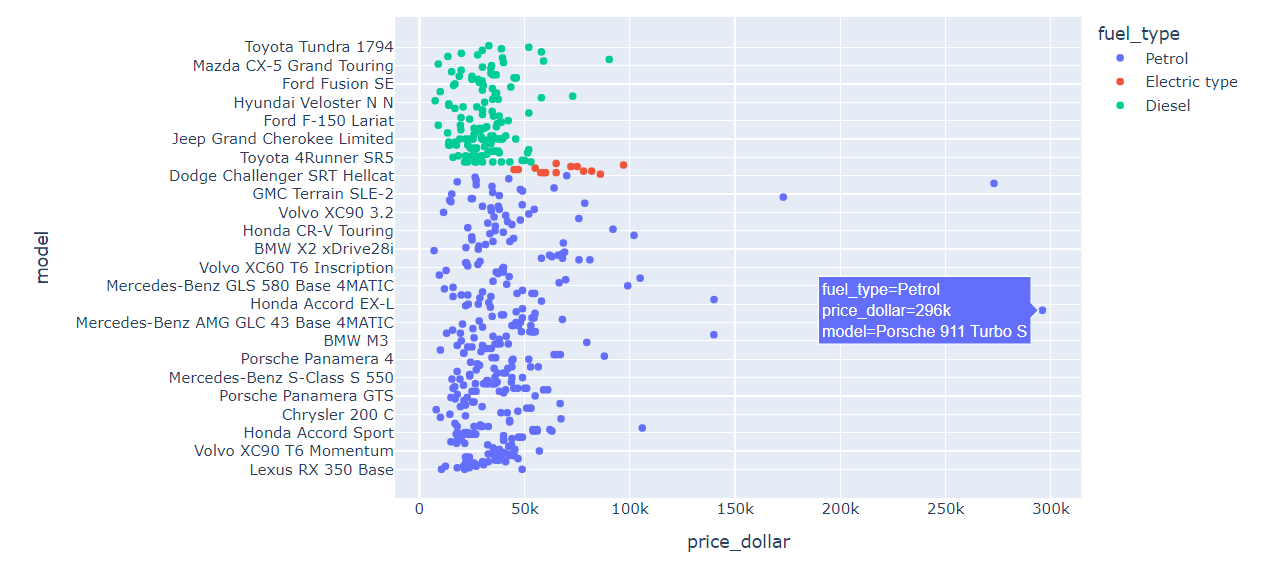 fuel_type
Petrol
Electric type
Diesel
model
Toyota Tundra 1794
Mazda CX-5 Grand Touring
Ford Fusion SE
Hyundai Veloster N N
Ford F-150 Lariat
Jeep Grand Cherokee Limited
Toyota 4Runner SR5
Dodge Challenger SRT Hellcat
GMC Terrain SLE-2
Volvo XC90 3.2
Honda CR-V Touring
BMW X2 xDrive28i
Volvo XC60 T6 Inscription
Mercedes-Benz GLS 580 Base 4MATIC
Honda Accord EX-L
Mercedes-Benz AMG GLC 43 Base 4MATIC
BMW M3
Porsche Panamera 4
Mercedes-Benz S-Class S 550
Porsche Panamera GTS
Chrysler 200 C
Honda Accord Sport
Volvo XC90 T6 Momentum
Lexus RX 350 Base
fuel_type=Petrol
price_dollar=296k
model=Porsche 911 Turbo S
0 50k 100k 150k 200k 250k 300k
price_dollar